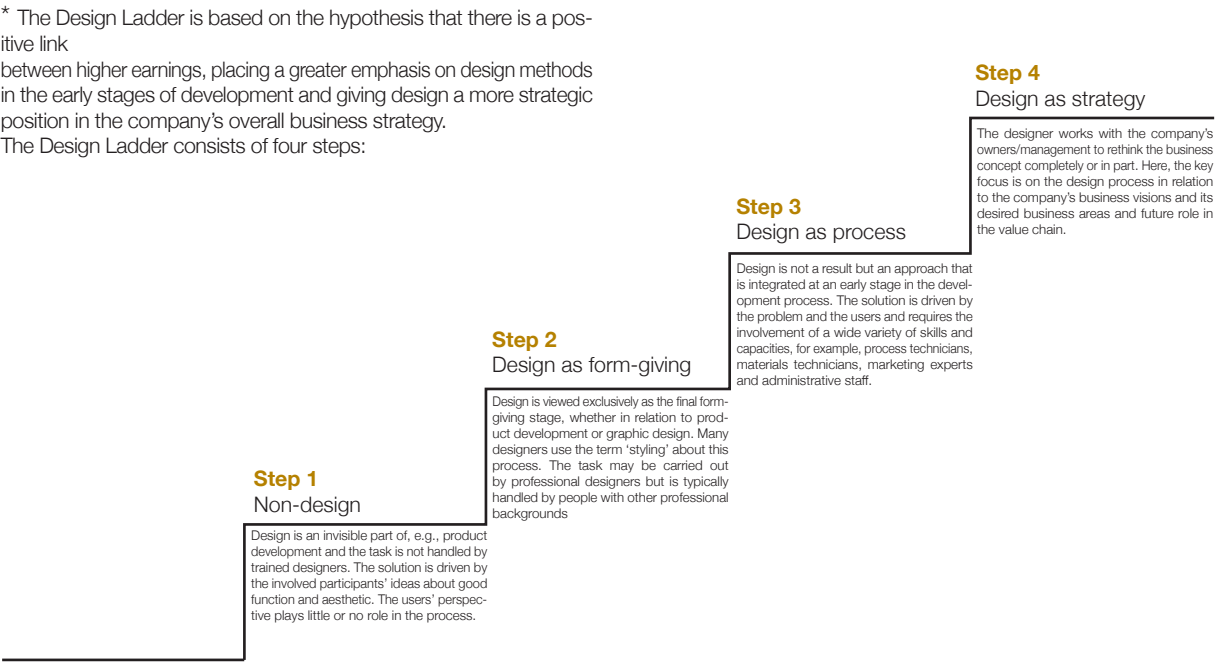 * The Design Ladder is based on the hypothesis that there is a pos-
itive link
between higher earnings, placing a greater emphasis on design methods
in the early stages of development and giving design a more strategic
position in the company's overall business strategy.
The Design Ladder consists of four steps:
Step 1
Non-design
Design is an invisible part of, e.g., product
development and the task is not handled by
trained designers. The solution is driven by
the involved participants' ideas about good
function and aesthetic. The users' perspec-
tive plays little or no role in the process.
Step 2
Design as form-giving
Design is viewed exclusively as the final form-
giving stage, whether in relation to prod-
uct development or graphic design. Many
designers use the term ‘styling’ about this
process. The task may be carried out
by professional designers but is typically
handled by people with other professional
backgrounds
Step 3
Design as process
Design is not a result but an approach that
is integrated at an early stage in the devel-
opment process. The solution is driven by
the problem and the users and requires the
involvement of a wide variety of skills and
capacities, for example, process technicians,
materials technicians, marketing experts
and administrative staff.
Step 4
Design as strategy
The designer works with the company's
owners/management to rethink the business
concept completely or in part. Here, the key
focus is on the design process in relation
to the company's business visions and its
desired business areas and future role in
the value chain.